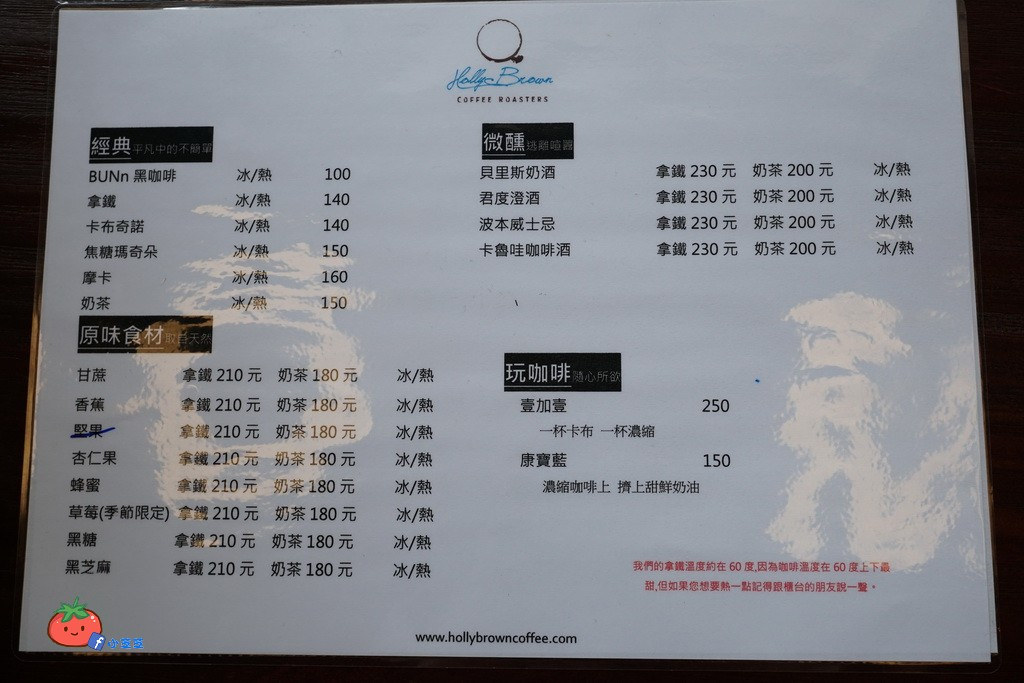 Holly Brown
COFFEE ROASTERS
經典 平凡中的不簡單
BUNn 黑咖啡 冰/熱 100
拿鐵 冰/熱 140
卡布奇諾 冰/熱 140
焦糖瑪奇朵 冰/熱 150
摩卡 冰/熱 160
奶茶 冰/熱 150
原味食材 取自天然
甘蔗 拿鐵 210 元 奶茶 180 元 冰/熱
香蕉 拿鐵 210 元 奶茶 180 元 冰/熱
堅果 拿鐵 210 元 奶茶 180 元 冰/熱
杏仁果 拿鐵 210 元 奶茶 180 元 冰/熱
蜂蜜 拿鐵 210 元 奶茶 180 元 冰/熱
草莓(季節限定) 拿鐵 210 元 奶茶 180 元 冰/熱
黑糖 拿鐵 210 元 奶茶 180 元 冰/熱
黑芝麻 拿鐵 210 元 奶茶 180 元 冰/熱
微醺 逃離喧囂
貝里斯奶酒 拿鐵 230 元 奶茶 200 元 冰/熱
君度澄酒 拿鐵 230 元 奶茶 200 元 冰/熱
波本威士忌 拿鐵 230 元 奶茶 200 元 冰/熱
卡魯哇咖啡酒 拿鐵 230 元 奶茶 200 元 冰/熱
玩咖啡 隨心所欲
壹加壹 250
一杯卡布 一杯濃縮
康寶藍 150
濃縮咖啡上 擠上甜鮮奶油
我們的拿鐵溫度約在 60 度,因為咖啡溫度在 60 度上下最
甜,但如果您想要熱一點記得跟櫃台的朋友說一聲。
www.hollybrowncoffee.com